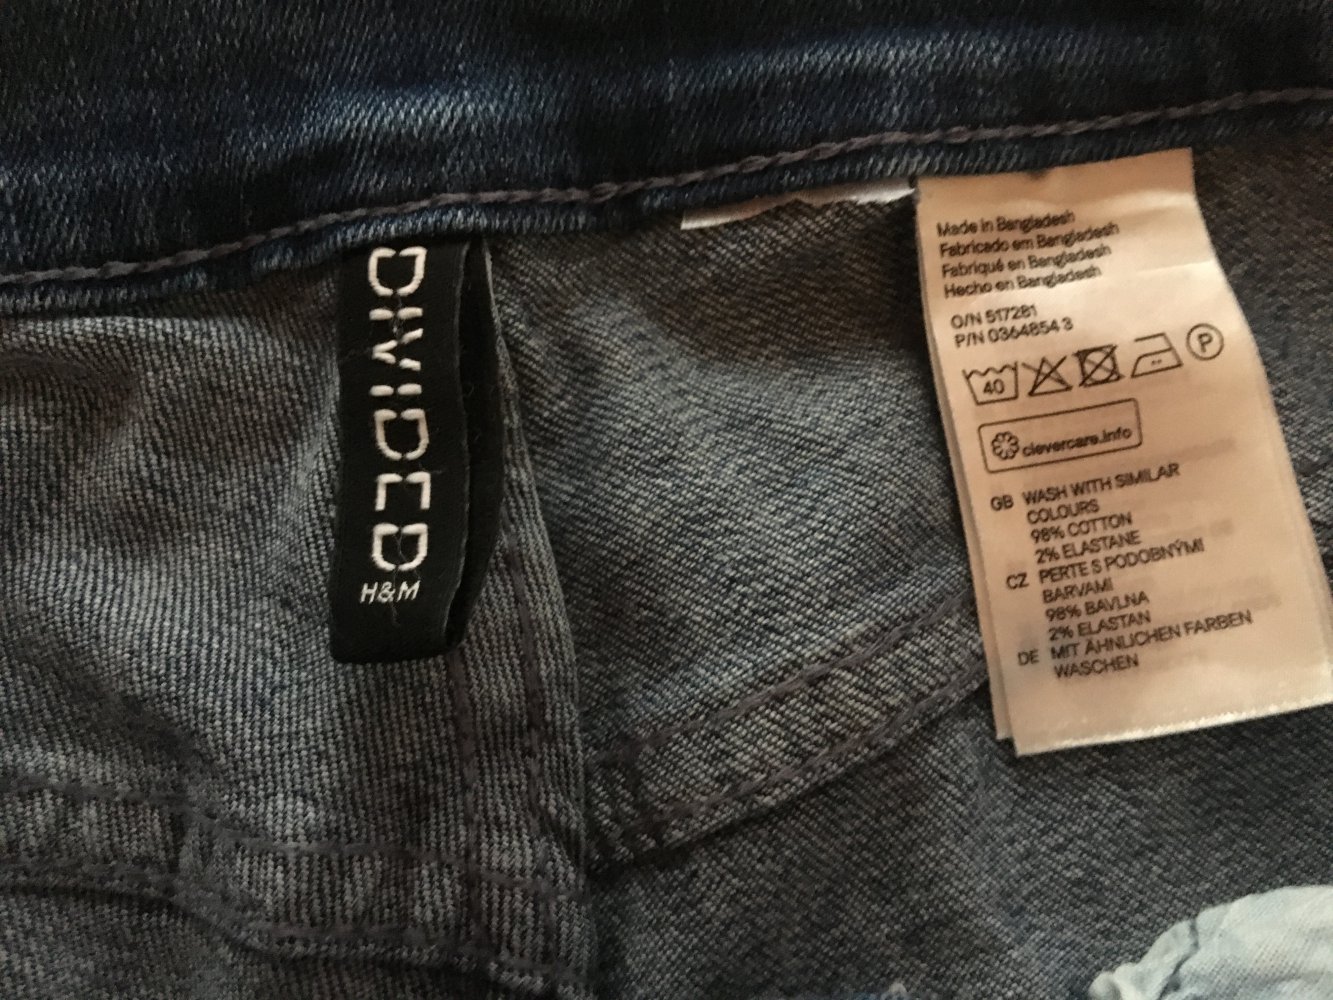 DIVIDED
H&M
Made in Bangladesh
Fabricado em Bangladesh
Fabriqué en Bangladesh
Hecho en Bangladesh
O/N 517281
P/N 0364854 3
40
P
clevercare.info
GB WASH WITH SIMILAR
COLOURS
98% COTTON
2% ELASTANE
CZ PERTE S PODOBNÝMI
BARVAMI
98% BAVLNA
2% ELASTAN
DE MIT ÄHNLICHEN FARBEN
WASCHEN